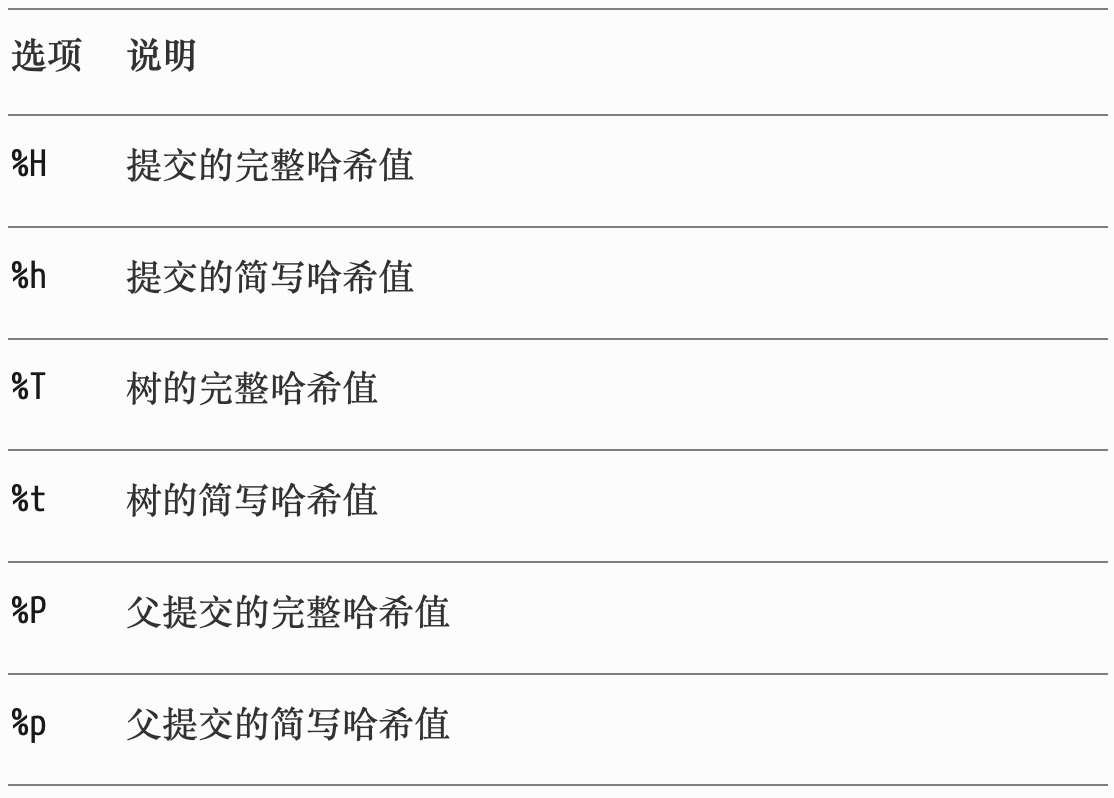 选项 说明
%H 提交的完整哈希值
%h 提交的简写哈希值
%T 树的完整哈希值
%t 树的简写哈希值
%P 父提交的完整哈希值
%p 父提交的简写哈希值